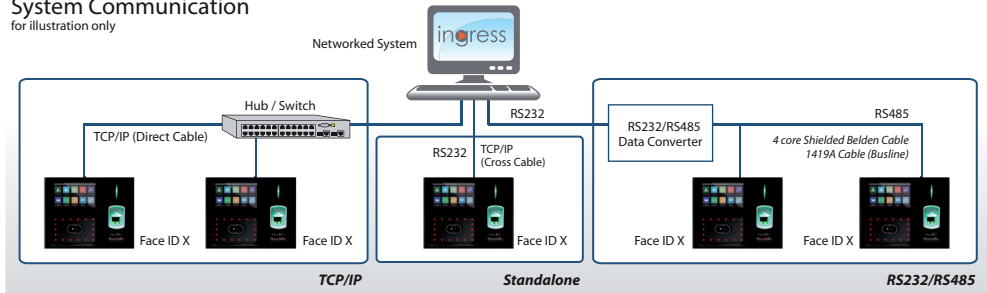 System Communication
for illustration only
Networked System
ingress
Hub / Switch
TCP/IP (Direct Cable)
Face ID X
Face ID X
TCP/IP
RS232
TCP/IP
(Cross Cable)
Face ID X
Standalone
RS232
RS232/RS485
Data Converter
RS485
4 core Shielded Belden Cable
1419A Cable (Busline)
Face ID X
Face ID X
RS232/RS485